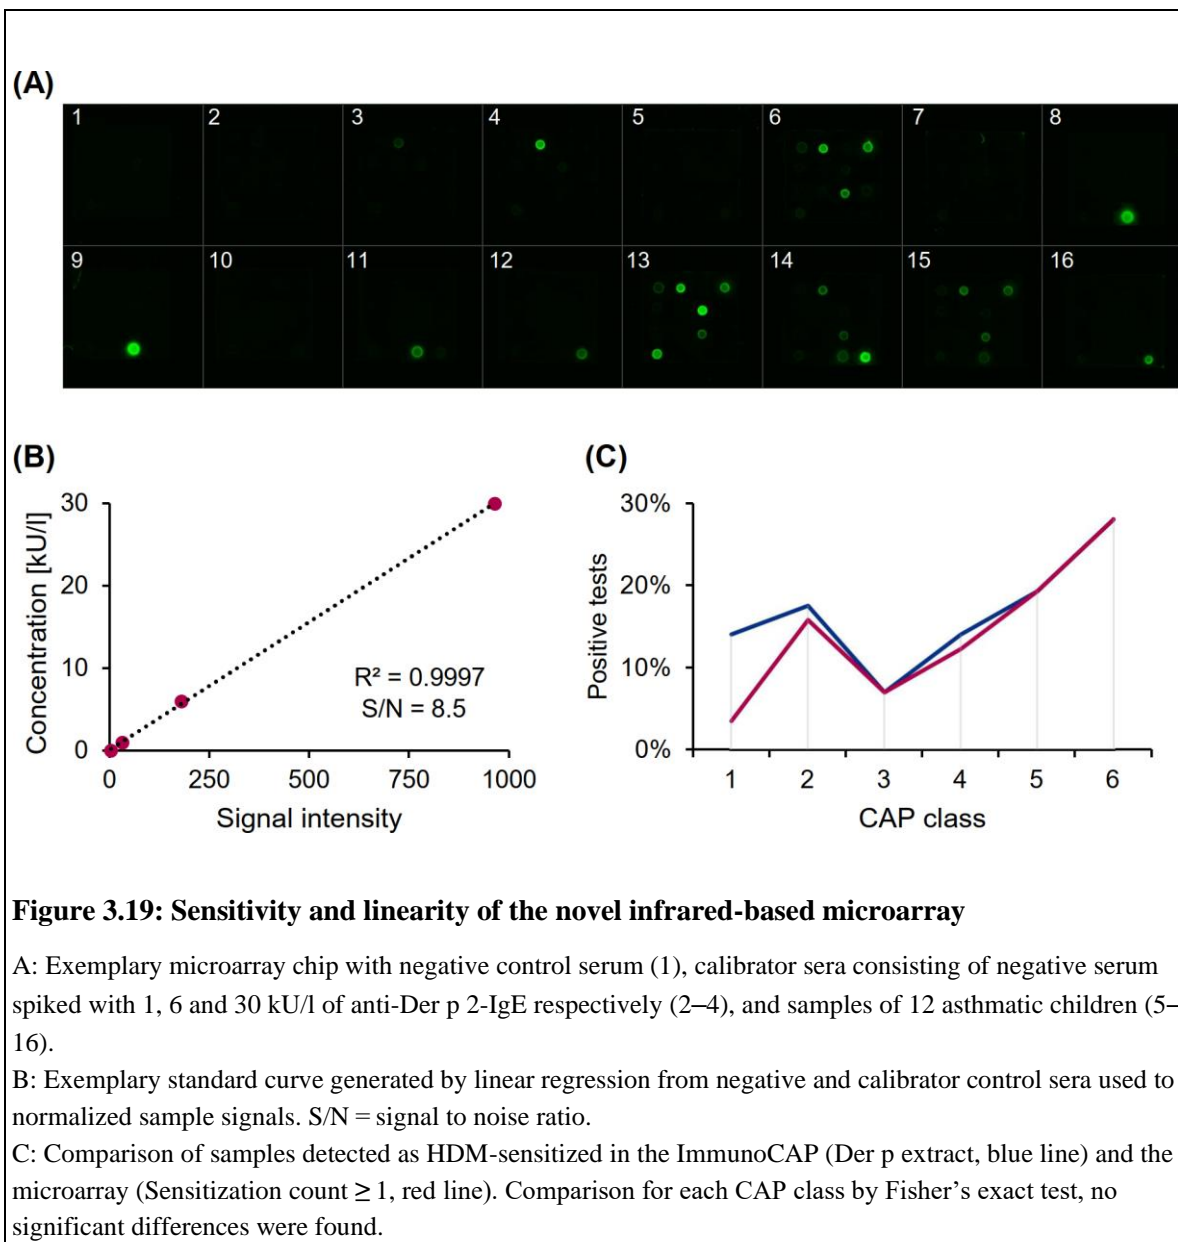 (A)
1 2 3 4 5 6 7 8
9 10 11 12 13 14 15 16
(B)
(C)
30
20
10
0
Concentration [kU/l]
R² = 0.9997
S/N = 8.5
0 250 500 750 1000
Signal intensity
30%
20%
10%
0%
Positive tests
1 2 3 4 5 6
CAP class
Figure 3.19: Sensitivity and linearity of the novel infrared-based microarray
A: Exemplary microarray chip with negative control serum (1), calibrator sera consisting of negative serum
spiked with 1, 6 and 30 kU/l of anti-Der p 2-IgE respectively (2–4), and samples of 12 asthmatic children (5–
16).
B: Exemplary standard curve generated by linear regression from negative and calibrator control sera used to
normalized sample signals. S/N = signal to noise ratio.
C: Comparison of samples detected as HDM-sensitized in the ImmunoCAP (Der p extract, blue line) and the
microarray (Sensitization count ≥ 1, red line). Comparison for each CAP class by Fisher’s exact test, no
significant differences were found.